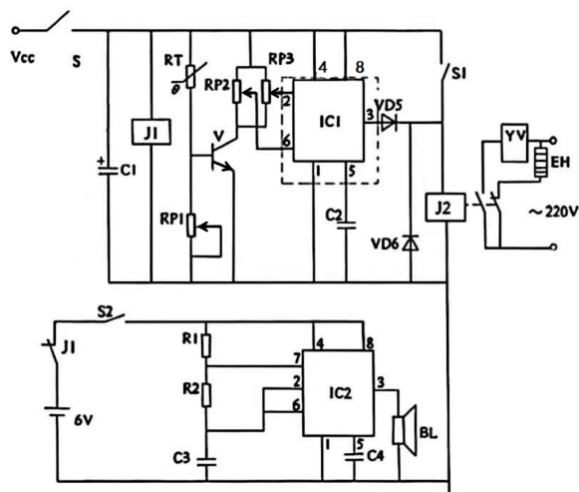 Vcc
S
RT
θ
RP2
RP3
4
8
S1
2
IC1
3
VD5
6
1
5
J1
V
+
C1
RP1
C2
VD6
J2
YV
EH
~220V
S2
J1
6V
R1
R2
7
4
8
2
IC2
3
6
1
5
C3
C4
BL